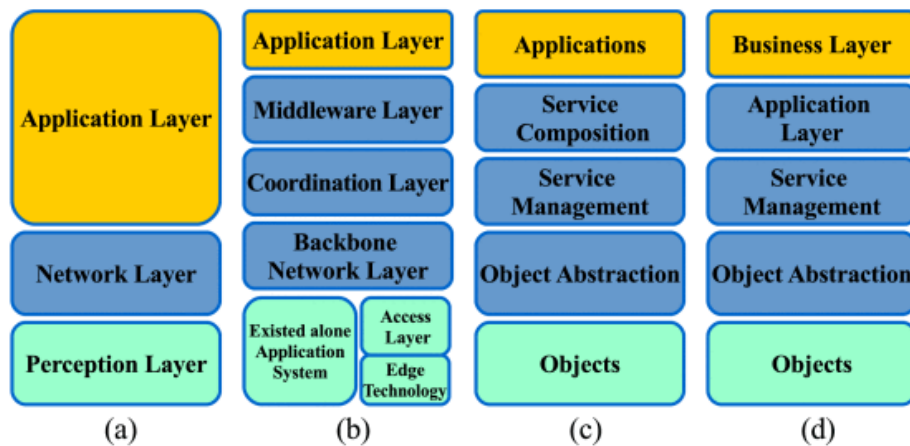 Application Layer
Network Layer
Perception Layer
(a)
Application Layer
Middleware Layer
Coordination Layer
Backbone
Network Layer
Existed alone
Application
System
Access
Layer
Edge
Technology
(b)
Applications
Service
Composition
Service
Management
Object Abstraction
Objects
(c)
Business Layer
Application
Layer
Service
Management
Object Abstraction
Objects
(d)